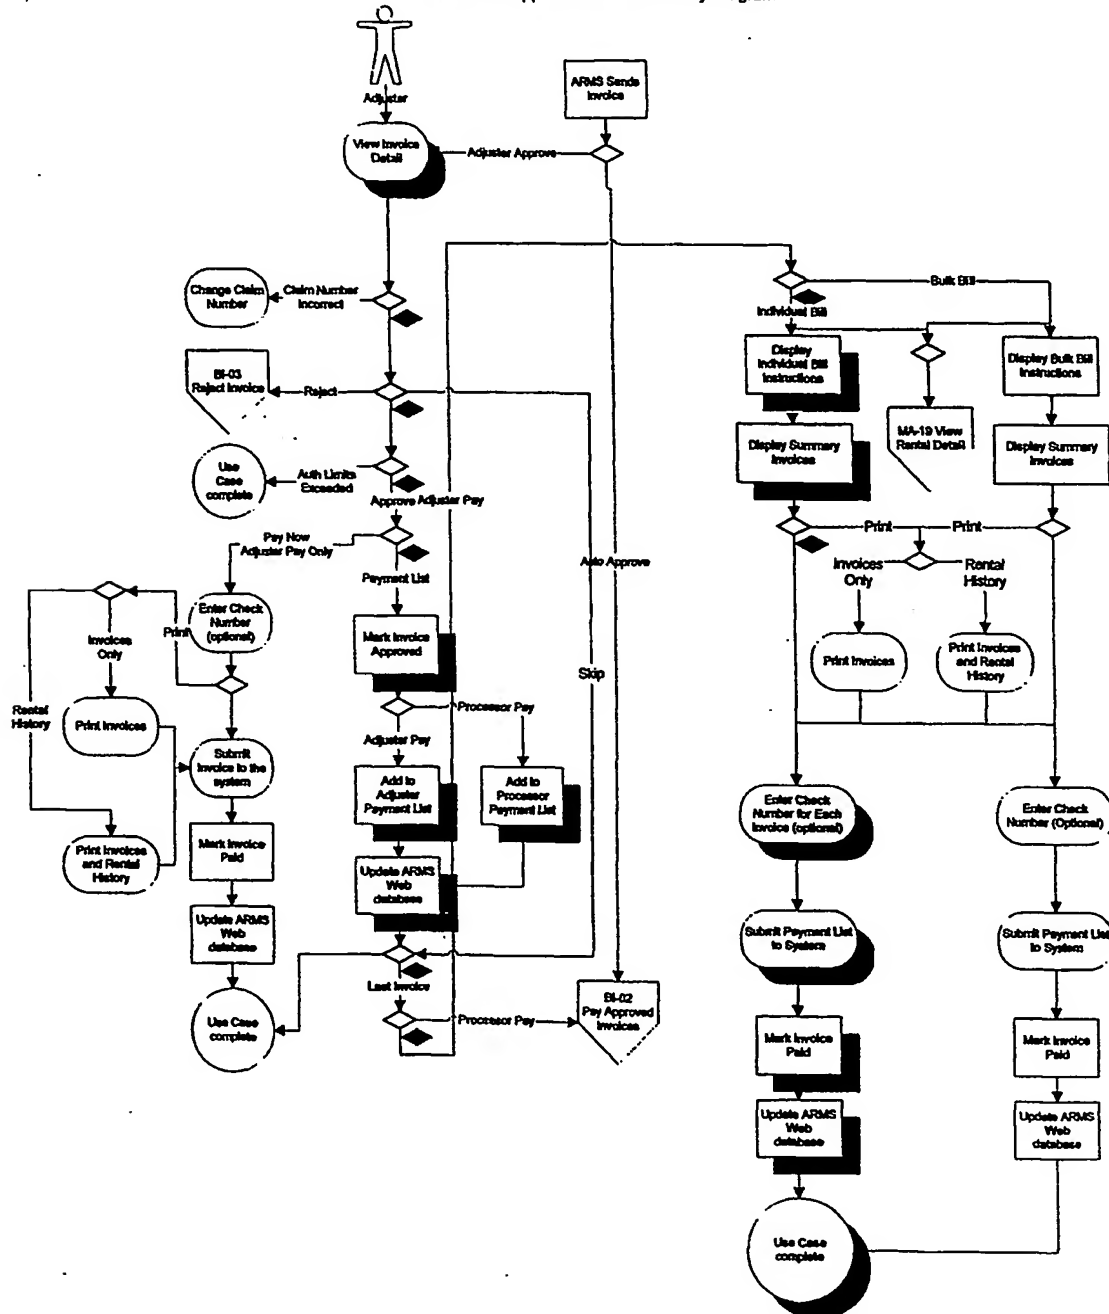 Adjuster
ARMS Sends
Invoice
View Invoice
Detail
Adjuster Approve
Change Claim
Number
Claim Number
Incorrect
Bulk Bill
Individual Bill
Display
Individual Bill
Instructions
Display Bulk Bill
Instructions
BI-03
Reject Invoice
Reject
MA-19 View
Rental Detail
Display Summary
Invoices
Display Summary
Invoices
Use
Case
complete
Auth Limits
Exceeded
Approve Adjuster Pay
Pay Now
Adjuster Pay Only
Payment List
Auto Approve
Print
Print
Invoices
Only
Rental
History
Enter Check
Number
(optional)
Print
Invoices
Only
Mark Invoice
Approved
Print Invoices
Print Invoices
and Rental
History
Skip
Rental
History
Print Invoices
Processor Pay
Adjuster Pay
Submit
Invoice to the
system
Add to
Adjuster
Payment List
Add to
Processor
Payment List
Enter Check
Number for Each
Invoice (optional)
Enter Check
Number (Optional)
Print Invoices
and Rental
History
Mark Invoice
Paid
Update ARMS
Web
database
Update ARMS
Web
database
Submit Payment List
to System
Submit Payment List
to System
Last Invoice
Use Case
complete
Processor Pay
BI-02
Pay Approved
Invoices
Mark Invoice
Paid
Mark Invoice
Paid
Update ARMS
Web
database
Update ARMS
Web
database
Use Case
complete